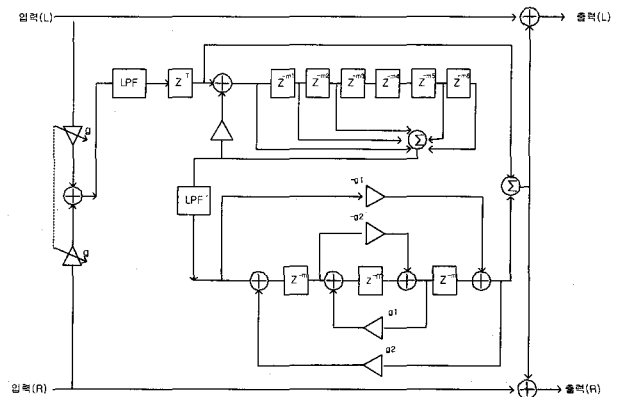 입력(L)
출력(L)
LPF
Z^T
Z^-m1
Z^-m2
Z^-m3
Z^-m4
Z^-m5
Z^-m6
g
Σ
LPF
-g1
Σ
-g2
g
Z^-m
Z^-m
Z^-m
g1
g2
입력(R)
출력(R)